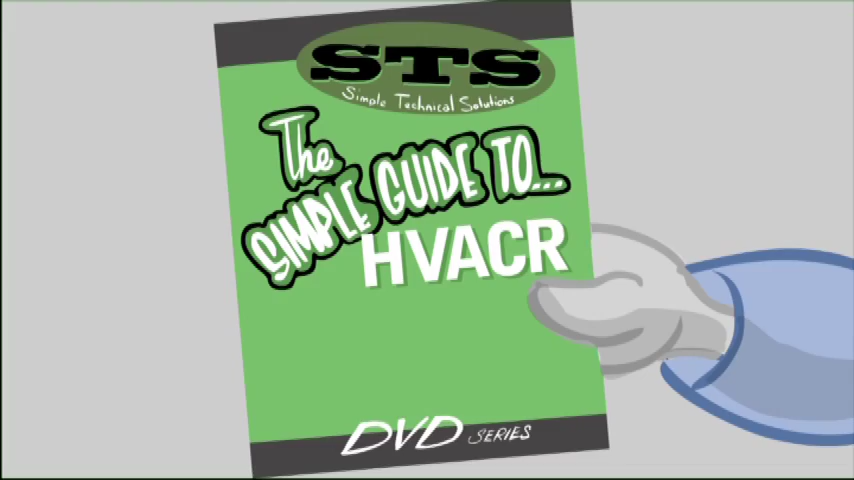 STS
Simple Technical Solutions
The
SIMPLE GUIDE TO...
HVACR
DVD SERIES